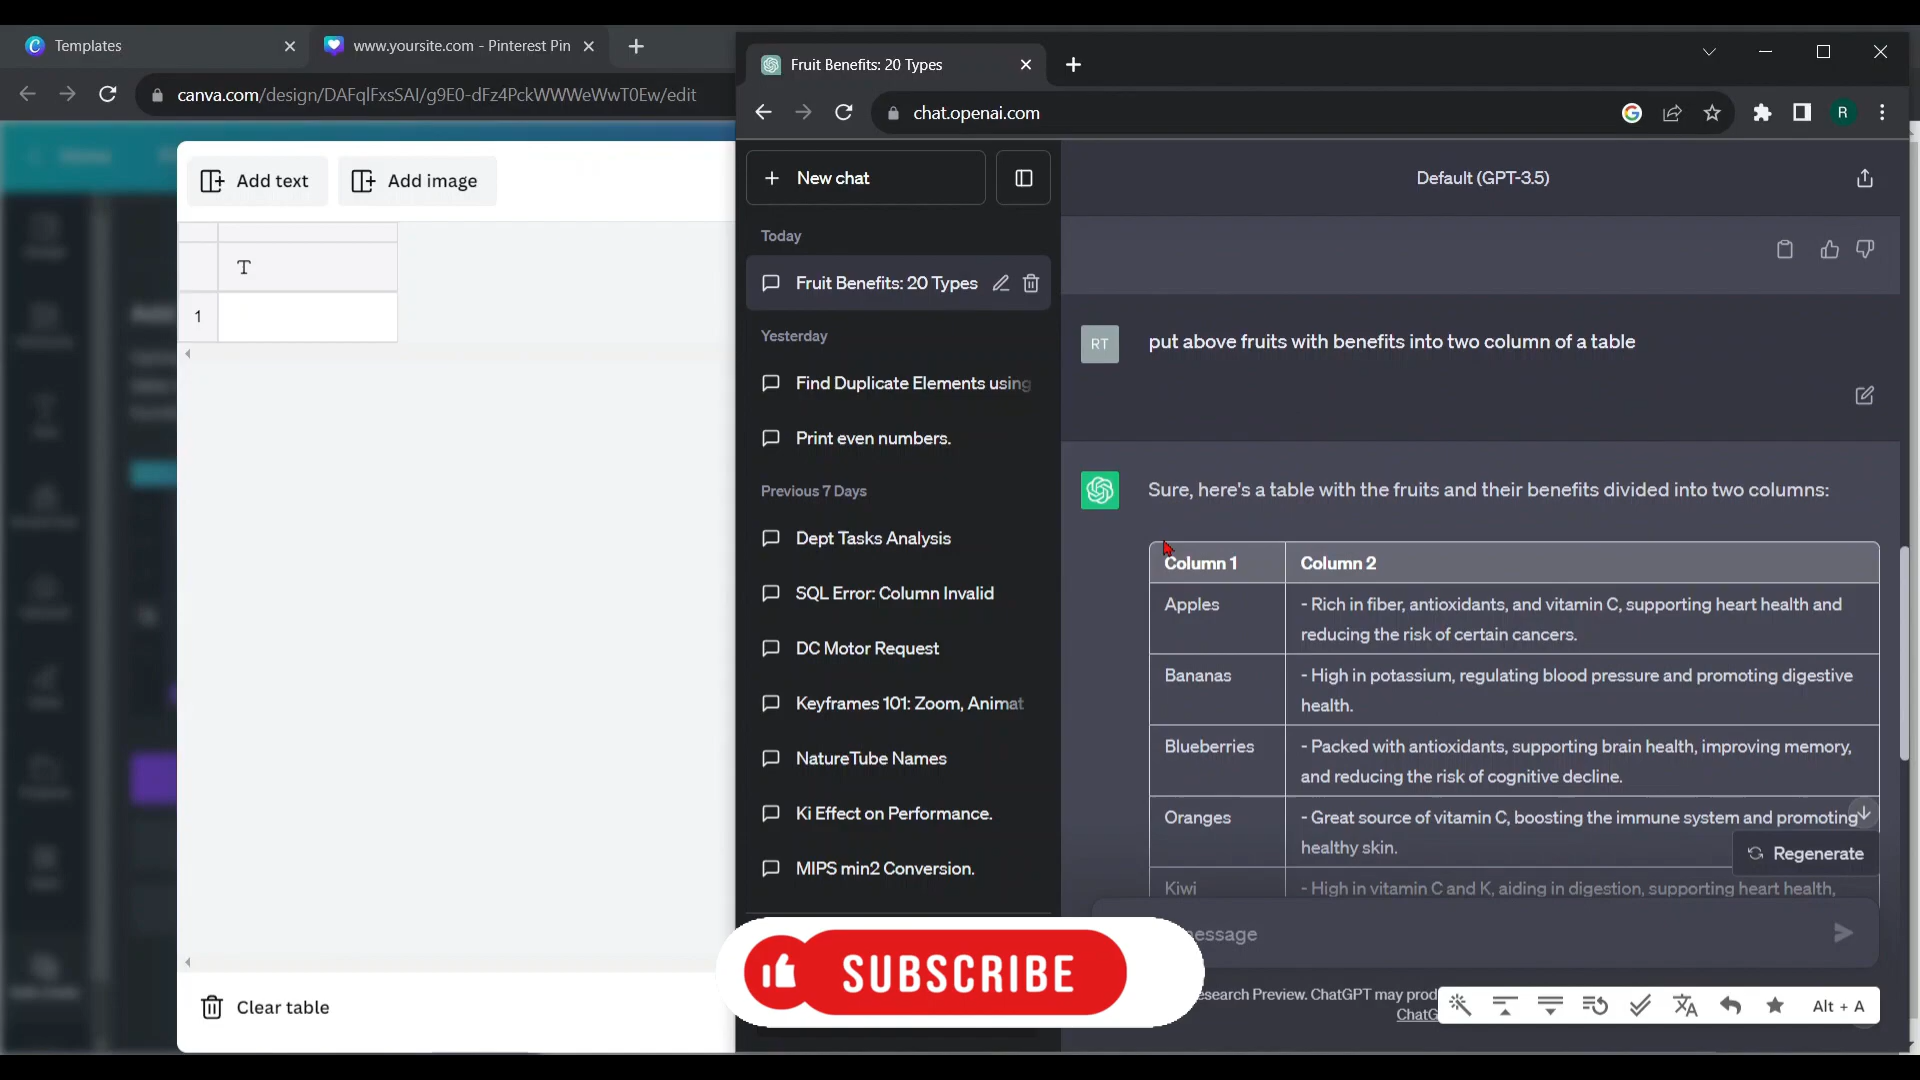 Templates
www.yoursite.com - Pinterest Pin
canva.com/design/DAFqlFxsSAI/g9E0-dFz4PckWWWeWwT0Ew/edit
Add text
Add image
T
1
Clear table
Fruit Benefits: 20 Types
chat.openai.com
R
New chat
Today
Fruit Benefits: 20 Types
Yesterday
Find Duplicate Elements using
Print even numbers.
Previous 7 Days
Dept Tasks Analysis
SQL Error: Column Invalid
DC Motor Request
Keyframes 101: Zoom, Animat
NatureTube Names
Ki Effect on Performance.
MIPS min2 Conversion.
Default (GPT-3.5)
RT
put above fruits with benefits into two column of a table
Sure, here's a table with the fruits and their benefits divided into two columns:
Column 1 Column 2
Apples - Rich in fiber, antioxidants, and vitamin C, supporting heart health and
reducing the risk of certain cancers.
Bananas - High in potassium, regulating blood pressure and promoting digestive
health.
Blueberries - Packed with antioxidants, supporting brain health, improving memory,
and reducing the risk of cognitive decline.
Oranges - Great source of vitamin C, boosting the immune system and promoting
healthy skin.
Regenerate
Kiwi - High in vitamin C and K, aiding in digestion, supporting heart health,
message
SUBSCRIBE
esearch Preview. ChatGPT may prod
ChatG
Alt + A